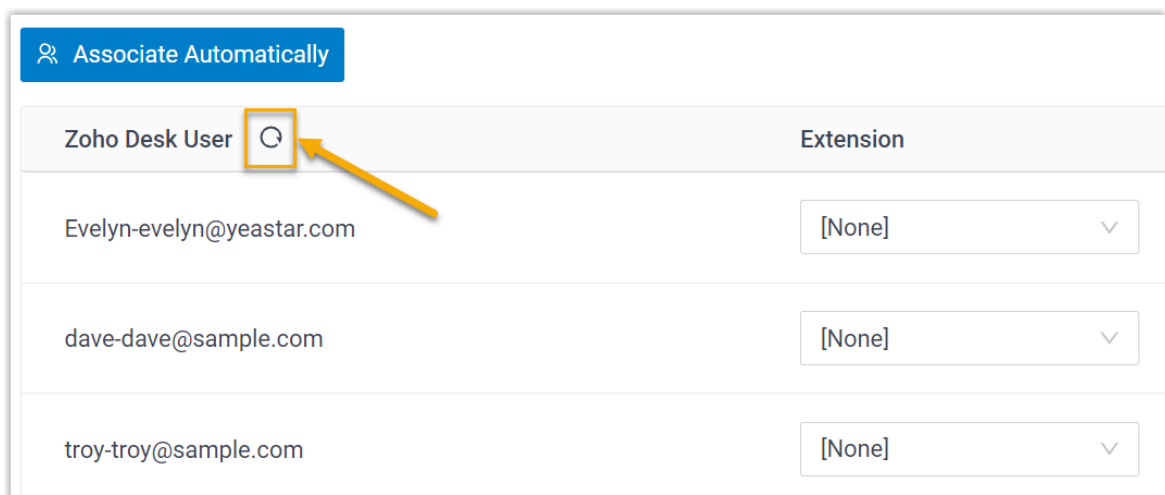 Associate Automatically
Zoho Desk User
Extension
Evelyn-evelyn@yeastar.com
[None]
dave-dave@sample.com
[None]
troy-troy@sample.com
[None]